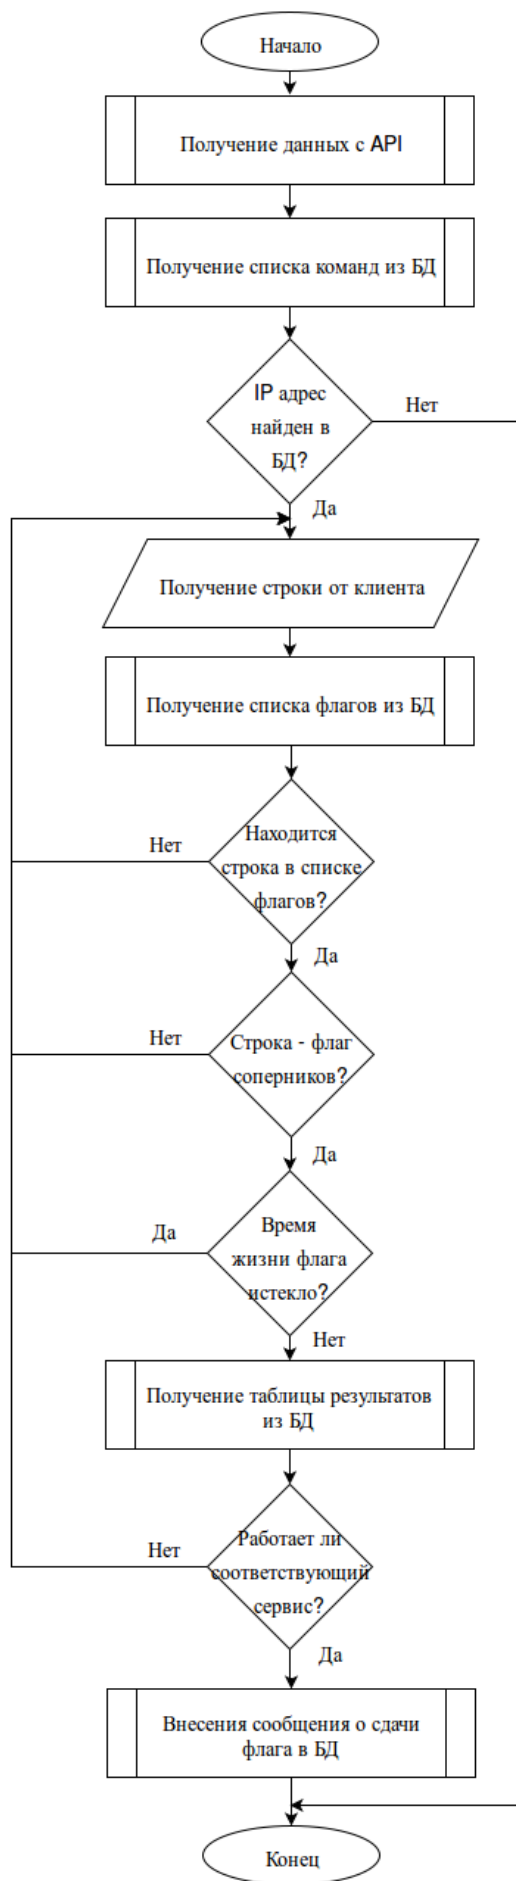 Начало
Получение данных с API
Получение списка команд из БД
IP адрес
найден в
БД?
Нет
Да
Получение строки от клиента
Получение списка флагов из БД
Находится
строка в списке
флагов?
Нет
Да
Строка - флаг
соперников?
Нет
Да
Время
жизни флага
истекло?
Да
Нет
Получение таблицы результатов
из БД
Работает ли
соответствующий
сервис?
Нет
Да
Внесения сообщения о сдачи
флага в БД
Конец